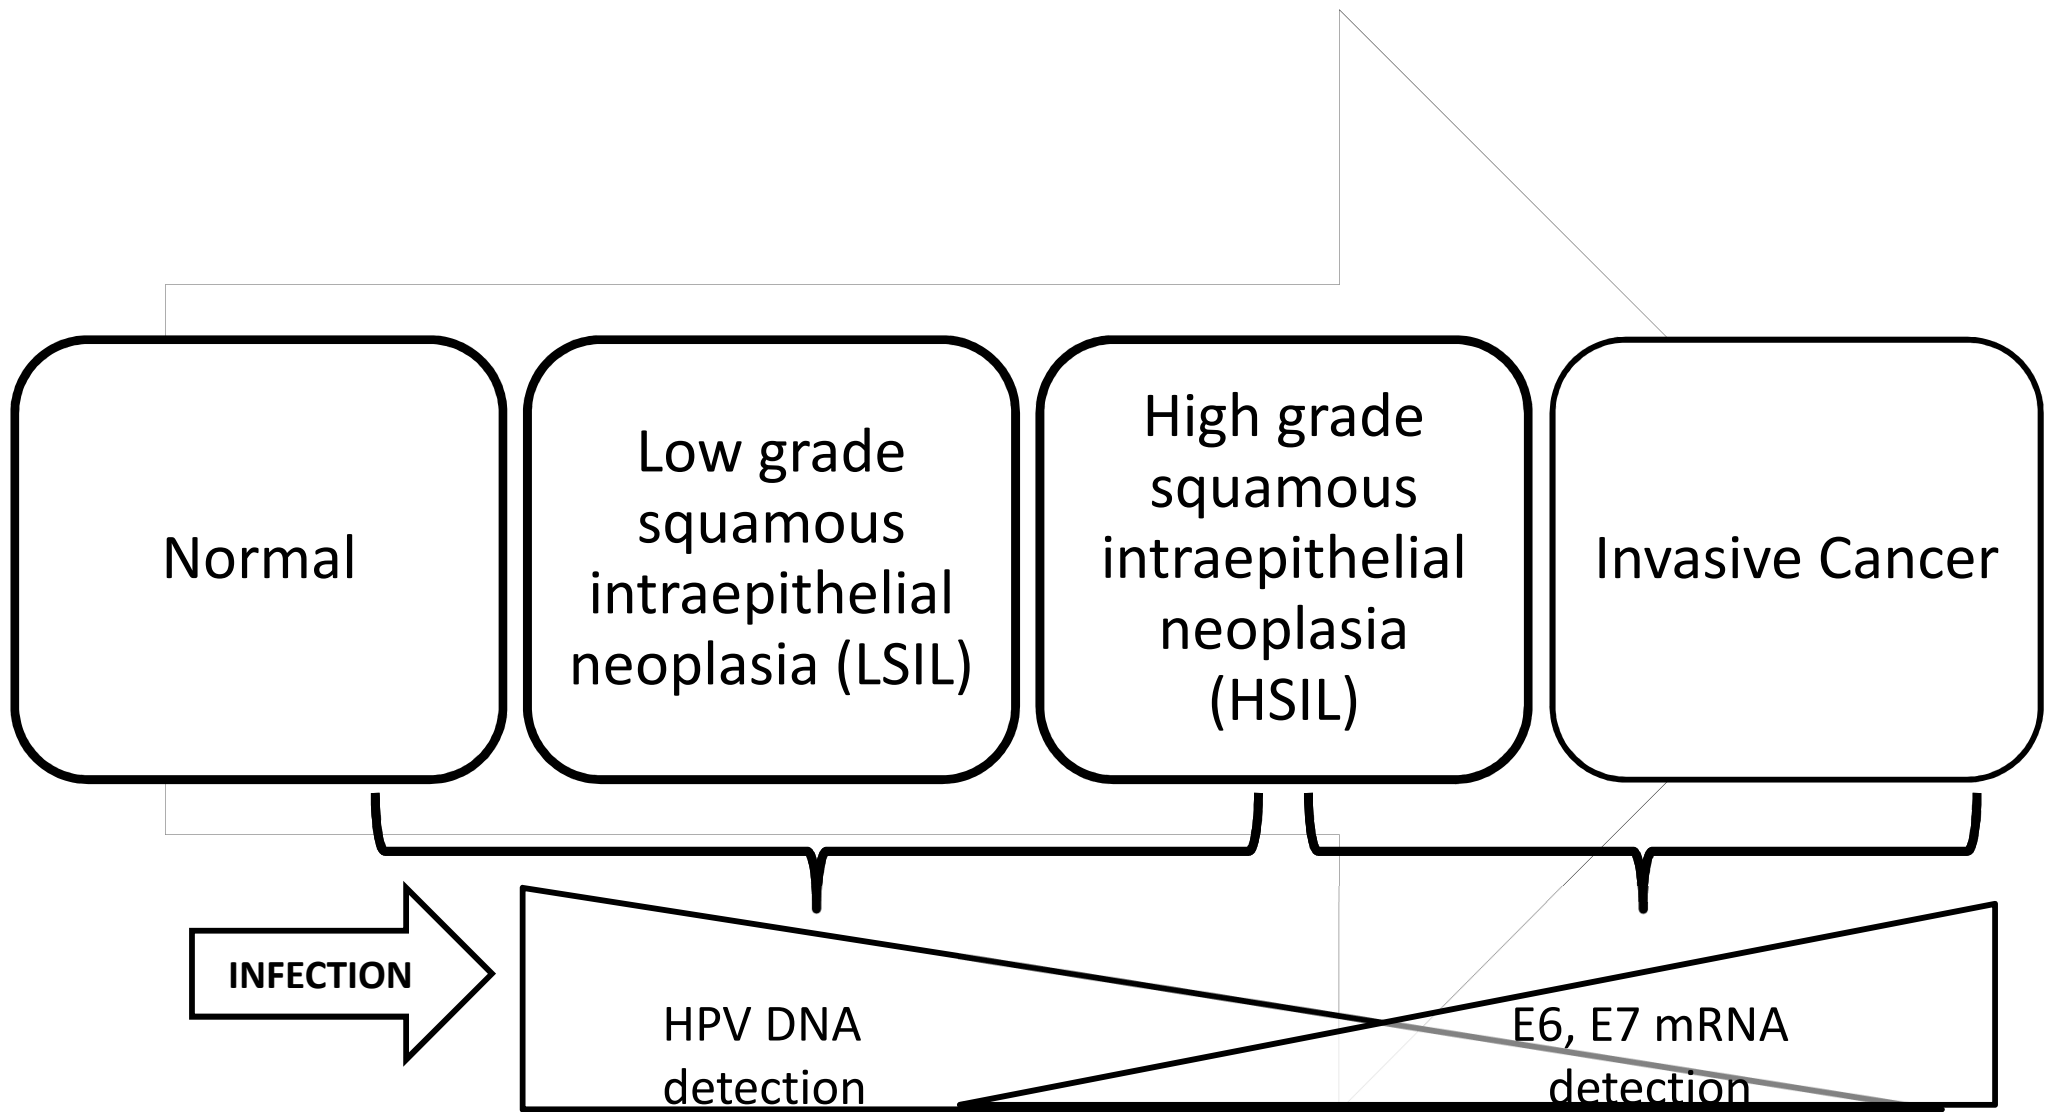 Normal
Low grade
squamous
intraepithelial
neoplasia (LSIL)
High grade
squamous
intraepithelial
neoplasia
(HSIL)
Invasive Cancer
INFECTION
HPV DNA
detection
E6, E7 mRNA
detection